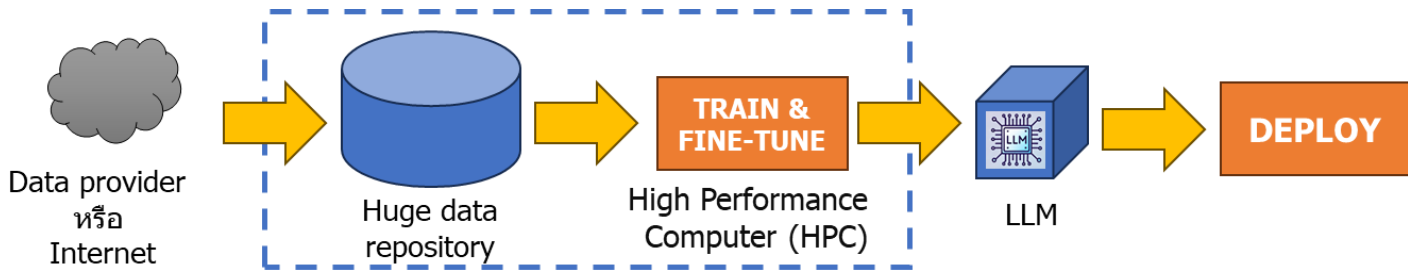 Data provider
หรือ
Internet
Huge data
repository
TRAIN &
FINE-TUNE
High Performance
Computer (HPC)
LLM
LLM
DEPLOY